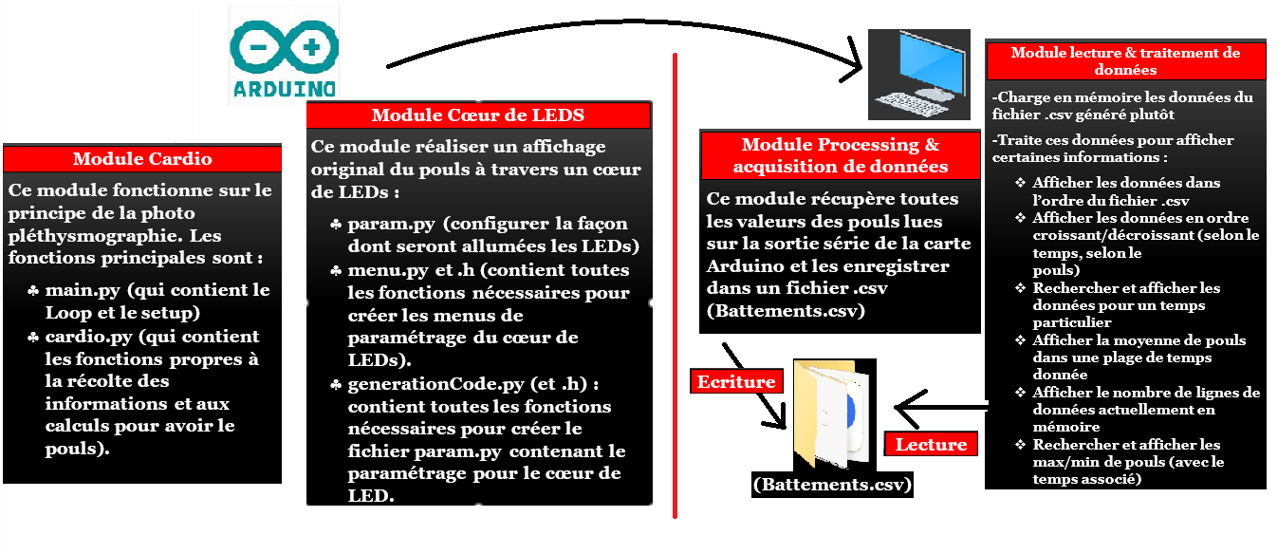 ARDUINO
Module Cardio
Ce module fonctionne sur le
principe de la photo
pléthysmographie. Les
fonctions principales sont :
♣ main.py (qui contient le
Loop et le setup)
♣ cardio.py (qui contient
les fonctions propres à
la récolte des
informations et aux
calculs pour avoir le
pouls).
Module Cœur de LEDS
Ce module réaliser un affichage
original du pouls à travers un cœur
de LEDs :
♣ param.py (configurer la façon
dont seront allumées les LEDs)
♣ menu.py et .h (contient toutes
les fonctions nécessaires pour
créer les menus de
paramétrage du cœur de
LEDs).
♣ generationCode.py (et .h) :
contient toutes les fonctions
nécessaires pour créer le
fichier param.py contenant le
paramétrage pour le cœur de
LED.
Module Processing &
acquisition de données
Ce module récupère toutes
les valeurs des pouls lues
sur la sortie série de la carte
Arduino et les enregistrer
dans un fichier .csv
(Battements.csv)
Ecriture
Lecture
(Battements.csv)
Module lecture & traitement de
données
-Charge en mémoire les données du
fichier .csv généré plutôt
-Traite ces données pour afficher
certaines informations :
❖ Afficher les données dans
l'ordre du fichier .csv
❖ Afficher les données en ordre
croissant/décroissant (selon le
temps, selon le
pouls)
❖ Rechercher et afficher les
données pour un temps
particulier
❖ Afficher la moyenne de pouls
dans une plage de temps
donnée
❖ Afficher le nombre de lignes de
données actuellement en
mémoire
❖ Rechercher et afficher les
max/min de pouls (avec le
temps associé)